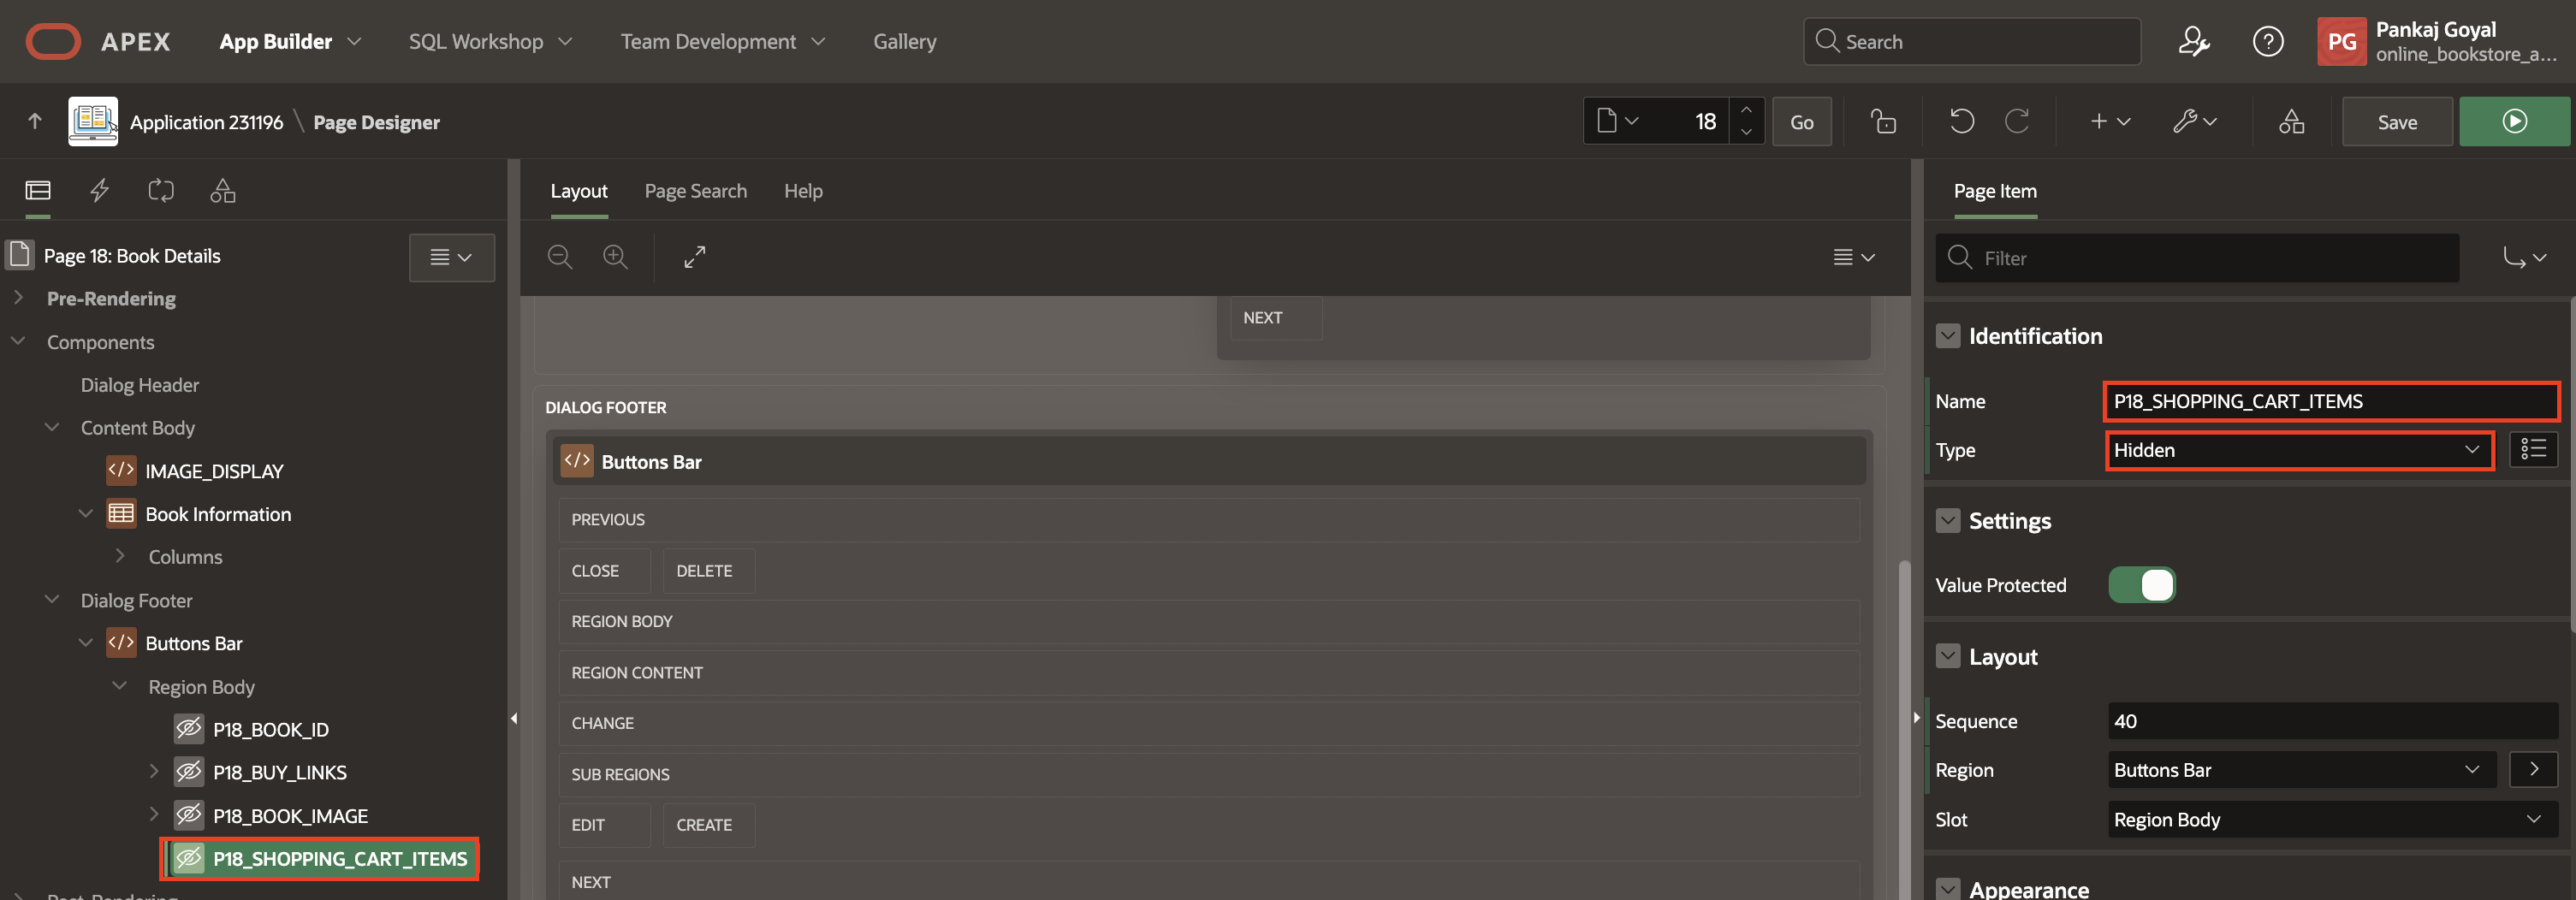 APEX App Builder SQL Workshop Team Development Gallery Search PG Pankaj Goyal
online_bookstore_a...
Application 231196 \ Page Designer 18 Go Save
Layout Page Search Help
Page Item
Page 18: Book Details
Filter
Pre-Rendering
Components
Dialog Header
Content Body
IMAGE_DISPLAY
Book Information
Columns
Dialog Footer
Buttons Bar
Region Body
P18_BOOK_ID
P18_BUY_LINKS
P18_BOOK_IMAGE
P18_SHOPPING_CART_ITEMS
Post-Rendering
NEXT
DIALOG FOOTER
Buttons Bar
PREVIOUS
CLOSE DELETE
REGION BODY
REGION CONTENT
CHANGE
SUB REGIONS
EDIT CREATE
NEXT
Identification
Name P18_SHOPPING_CART_ITEMS
Type Hidden
Settings
Value Protected
Layout
Sequence 40
Region Buttons Bar
Slot Region Body
Appearance